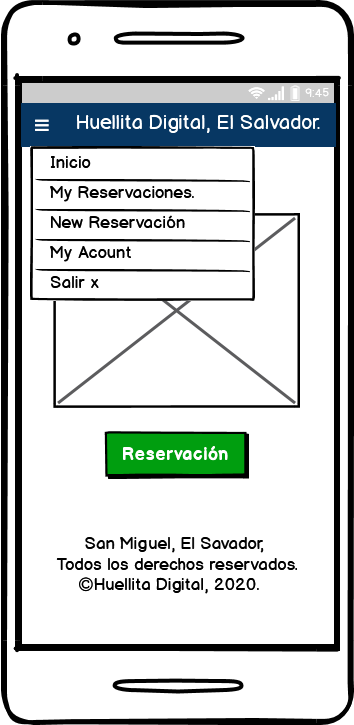 9:45
Huellita Digital, El Salvador.
Inicio
My Reservaciones.
New Reservación
My Acount
Salir x
Reservación
San Miguel, El Savador,
Todos los derechos reservados.
©Huellita Digital, 2020.